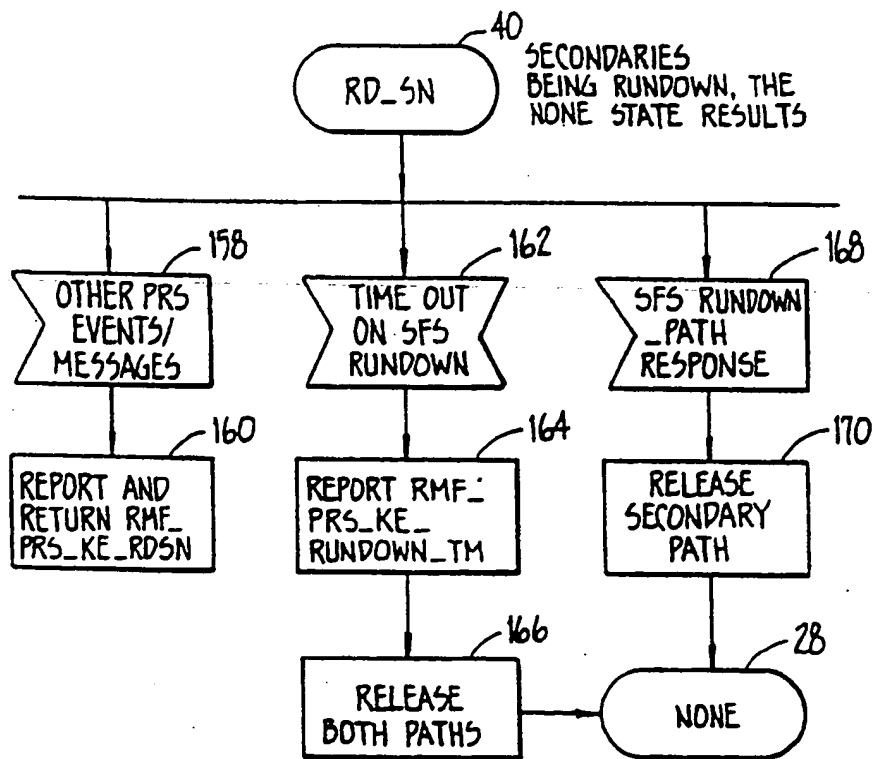 40
RD_SN
SECONDARIES
BEING RUNDOWN, THE
NONE STATE RESULTS
158
OTHER PRS
EVENTS/
MESSAGES
162
TIME OUT
ON SFS
RUNDOWN
168
SFS RUNDOWN
_PATH
RESPONSE
160
REPORT AND
RETURN RMF_
PRS_KE_RDSN
164
REPORT RMF_
PRS_KE_
RUNDOWN_TM
170
RELEASE
SECONDARY
PATH
166
RELEASE
BOTH PATHS
28
NONE